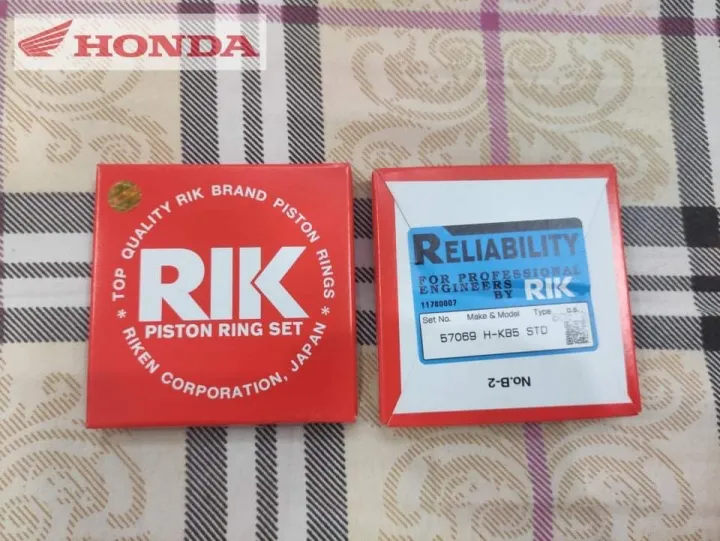 HONDA
* TOP QUALITY RIK BRAND PISTON RINGS *
RIK
PISTON RING SET
RIKEN CORPORATION, JAPAN
RELIABILITY
FOR PROFESSIONAL
ENGINEERS
BY RIK
11780007
Set No. Make & Model Type o.s.
57069 H-KB5 STD
No.B-2